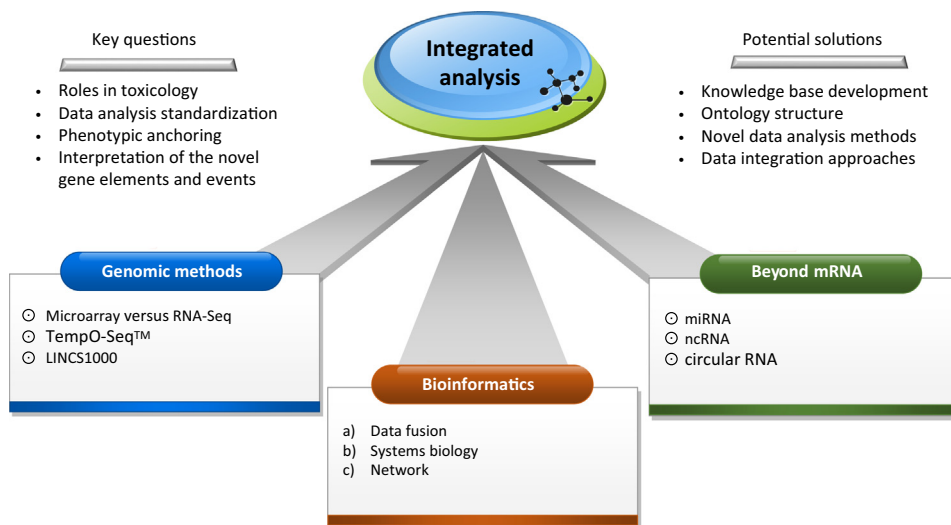 Key questions
• Roles in toxicology
• Data analysis standardization
• Phenotypic anchoring
• Interpretation of the novel
gene elements and events
Integrated
analysis
Potential solutions
• Knowledge base development
• Ontology structure
• Novel data analysis methods
• Data integration approaches
Genomic methods
⊙ Microarray versus RNA-Seq
⊙ TempO-Seq™
⊙ LINCS1000
Bioinformatics
a) Data fusion
b) Systems biology
c) Network
Beyond mRNA
⊙ miRNA
⊙ ncRNA
⊙ circular RNA